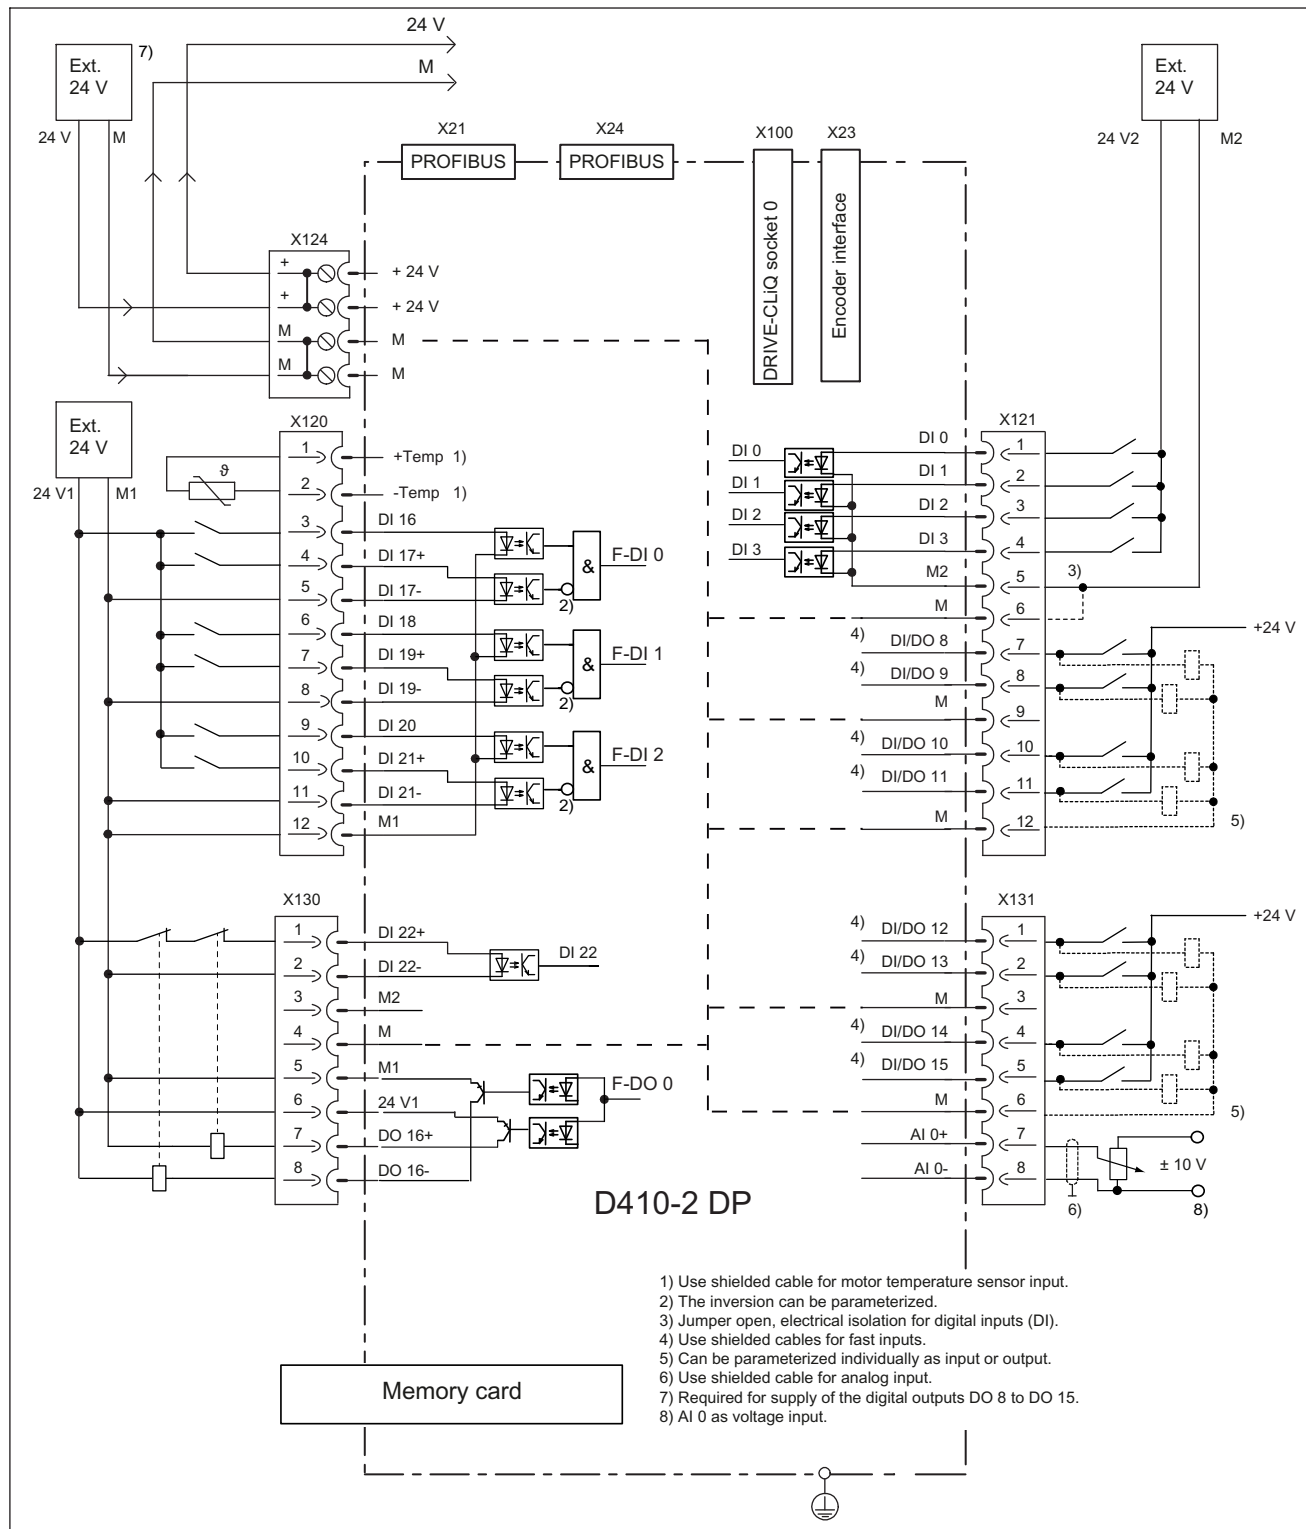 24 V
M
Ext.
24 V
7)
24 V
M
Ext.
24 V
24 V2
M2
X21
PROFIBUS
X24
PROFIBUS
X100
DRIVE-CLiQ socket 0
X23
Encoder interface
X124
+
+ 24 V
+
+ 24 V
M
M
M
M
Ext.
24 V
24 V1
M1
X120
ϑ
1
+Temp 1)
2
-Temp 1)
3
DI 16
4
DI 17+
5
DI 17-
6
DI 18
7
DI 19+
8
DI 19-
9
DI 20
10
DI 21+
11
DI 21-
12
M1
&
F-DI 0
2)
&
F-DI 1
2)
&
F-DI 2
2)
X121
DI 0
DI 0
1
DI 1
DI 1
2
DI 2
DI 2
3
DI 3
DI 3
4
M2
5
3)
M
6
4)
DI/DO 8
7
+24 V
4)
DI/DO 9
8
M
9
4)
DI/DO 10
10
4)
DI/DO 11
11
M
12
5)
X130
1
DI 22+
DI 22
2
DI 22-
3
M2
4
M
5
M1
6
24 V1
7
DO 16+
8
DO 16-
F-DO 0
X131
4)
DI/DO 12
1
+24 V
4)
DI/DO 13
2
M
3
4)
DI/DO 14
4
4)
DI/DO 15
5
M
6
5)
AI 0+
7
AI 0-
8
± 10 V
6)
8)
D410-2 DP
1) Use shielded cable for motor temperature sensor input.
2) The inversion can be parameterized.
3) Jumper open, electrical isolation for digital inputs (DI).
4) Use shielded cables for fast inputs.
5) Can be parameterized individually as input or output.
6) Use shielded cable for analog input.
7) Required for supply of the digital outputs DO 8 to DO 15.
8) AI 0 as voltage input.
Memory card